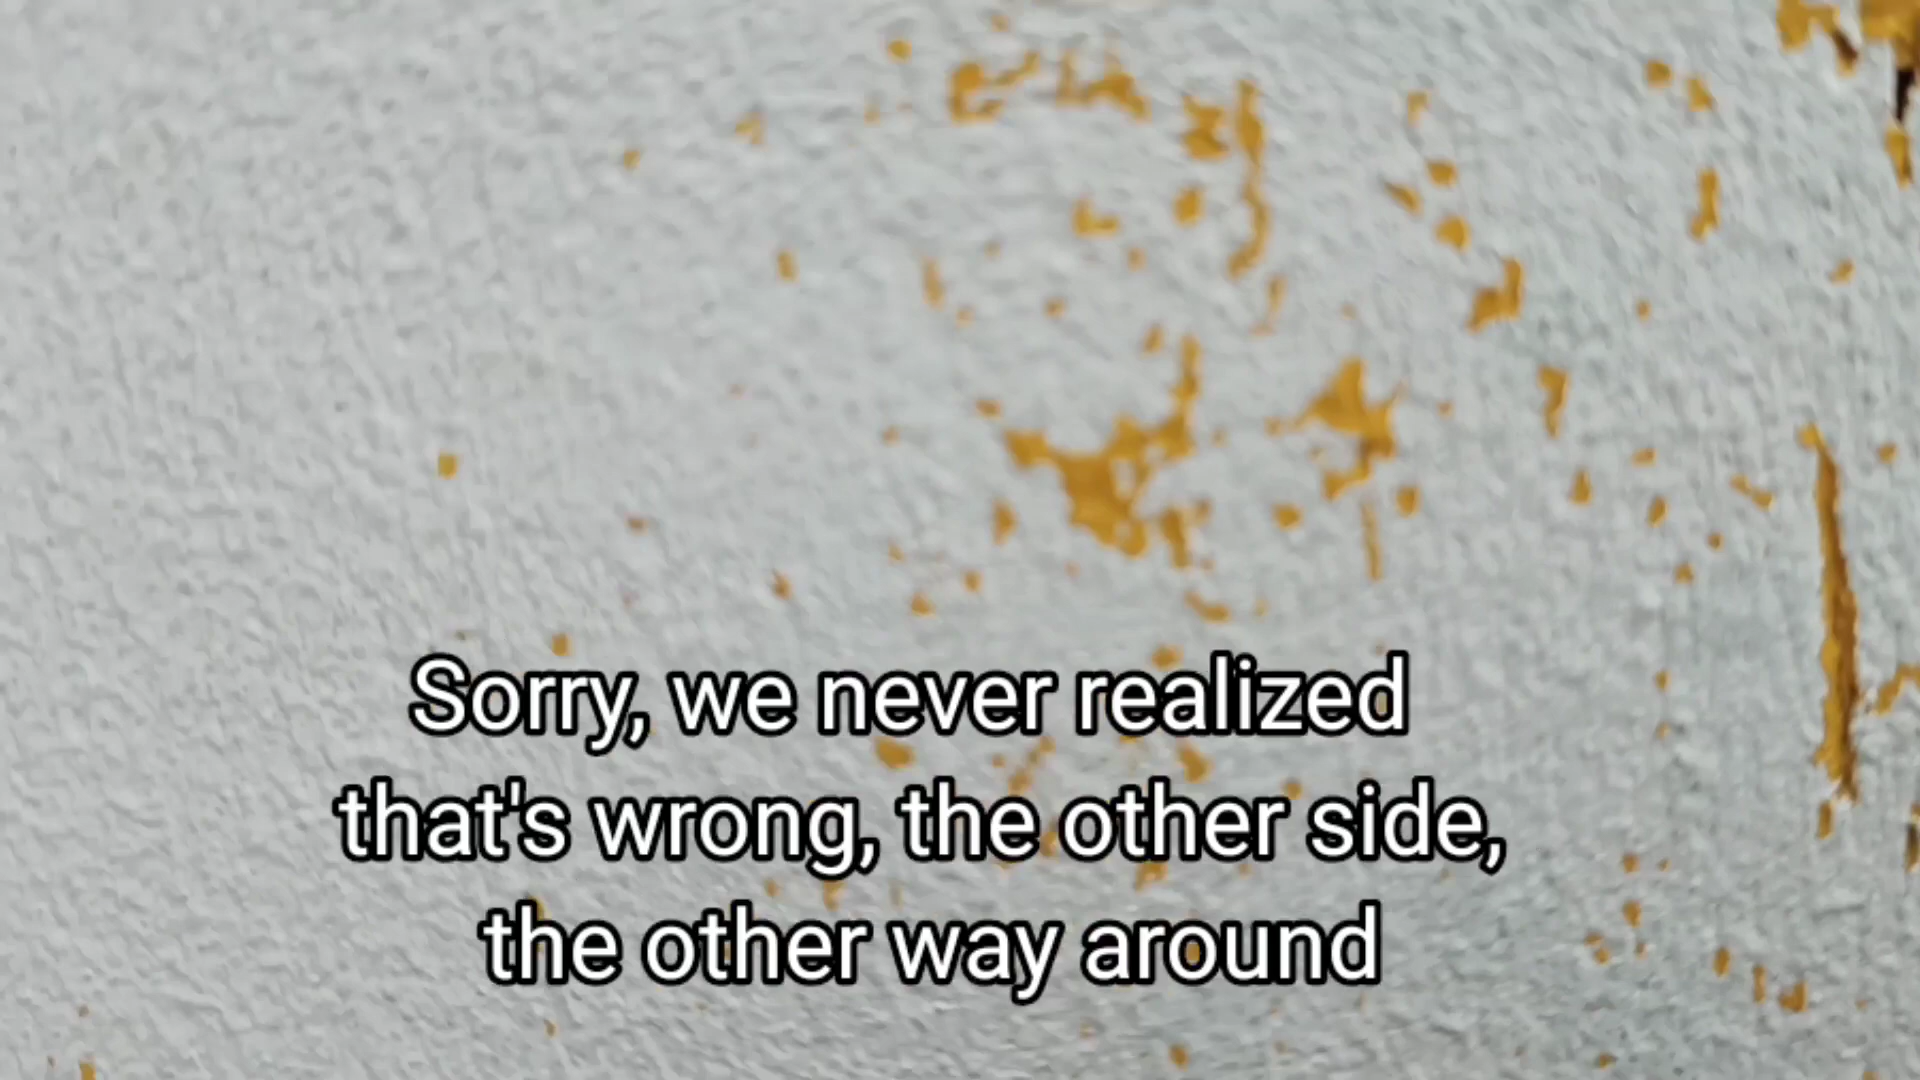 Sorry, we never realized
that's wrong, the other side,
the other way around